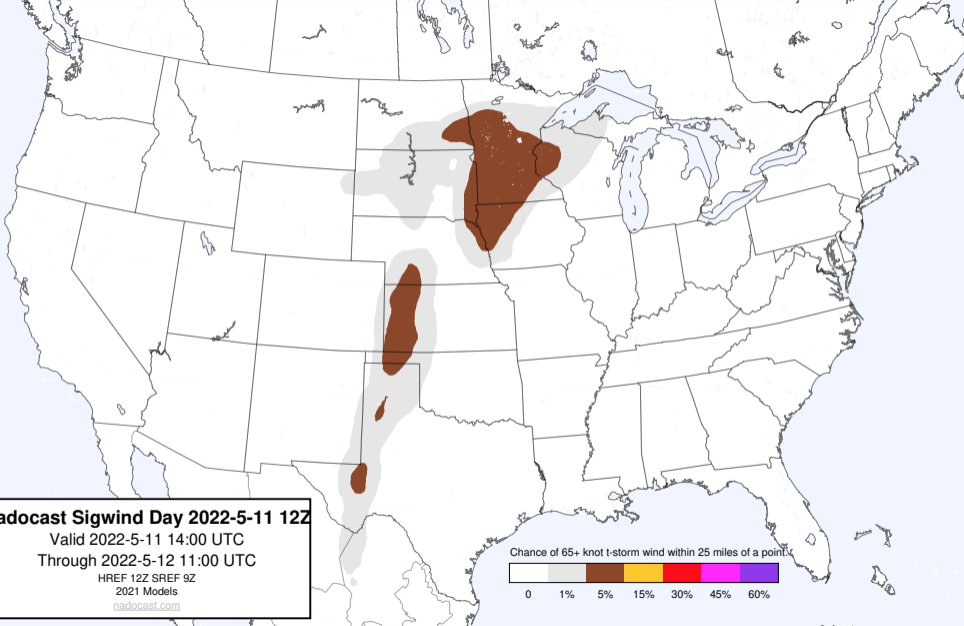 adocast Sigwind Day 2022-5-11 12Z
Valid 2022-5-11 14:00 UTC
Through 2022-5-12 11:00 UTC
HREF 12Z SREF 9Z
2021 Models
nadocast.com
Chance of 65+ knot t-storm wind within 25 miles of a point.
0 1% 5% 15% 30% 45% 60%